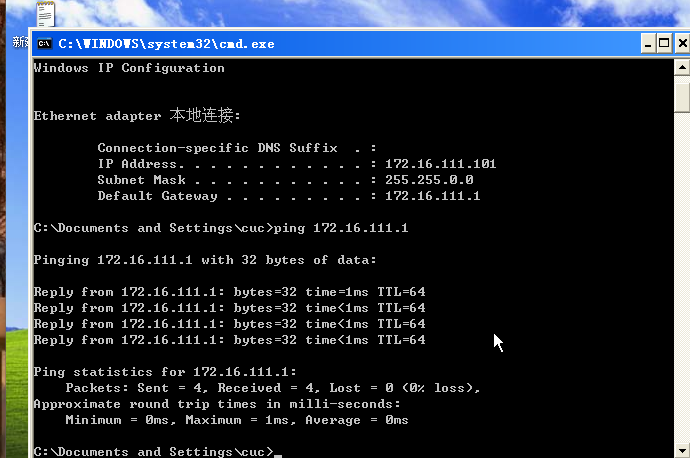 新建
C:\WINDOWS\system32\cmd.exe
Windows IP Configuration
Ethernet adapter 本地连接:
Connection-specific DNS Suffix  . :
IP Address. . . . . . . . . . . . : 172.16.111.101
Subnet Mask . . . . . . . . . . . : 255.255.0.0
Default Gateway . . . . . . . . . : 172.16.111.1
C:\Documents and Settings\cuc>ping 172.16.111.1
Pinging 172.16.111.1 with 32 bytes of data:
Reply from 172.16.111.1: bytes=32 time=1ms TTL=64
Reply from 172.16.111.1: bytes=32 time<1ms TTL=64
Reply from 172.16.111.1: bytes=32 time<1ms TTL=64
Reply from 172.16.111.1: bytes=32 time<1ms TTL=64
Ping statistics for 172.16.111.1:
Packets: Sent = 4, Received = 4, Lost = 0 (0% loss),
Approximate round trip times in milli-seconds:
Minimum = 0ms, Maximum = 1ms, Average = 0ms
C:\Documents and Settings\cuc>